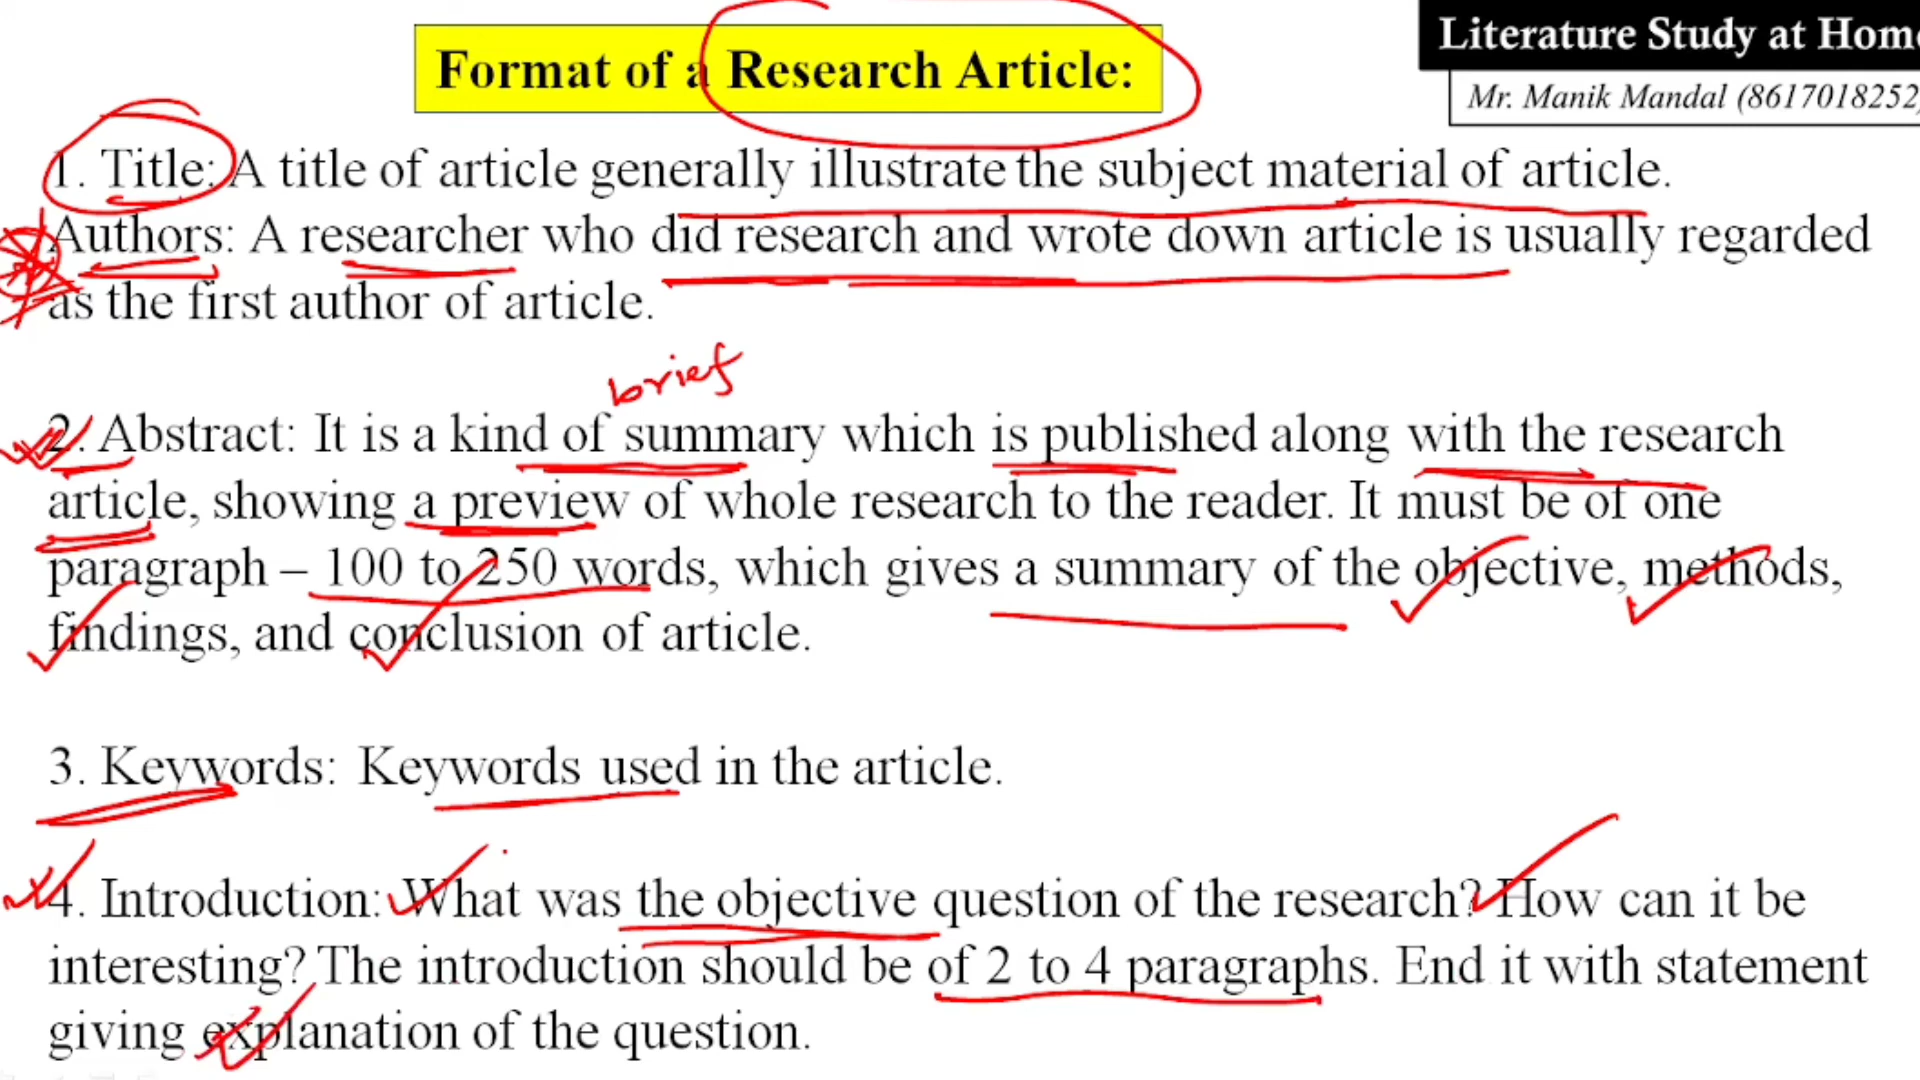 Format of a Research Article:
Literature Study at Hom
Mr. Manik Mandal (8617018252)
1. Title: A title of article generally illustrate the subject material of article.
Authors: A researcher who did research and wrote down article is usually regarded
as the first author of article.
brief
2. Abstract: It is a kind of summary which is published along with the research
article, showing a preview of whole research to the reader. It must be of one
paragraph – 100 to 250 words, which gives a summary of the objective, methods,
findings, and conclusion of article.
3. Keywords: Keywords used in the article.
4. Introduction: What was the objective question of the research? How can it be
interesting? The introduction should be of 2 to 4 paragraphs. End it with statement
giving explanation of the question.